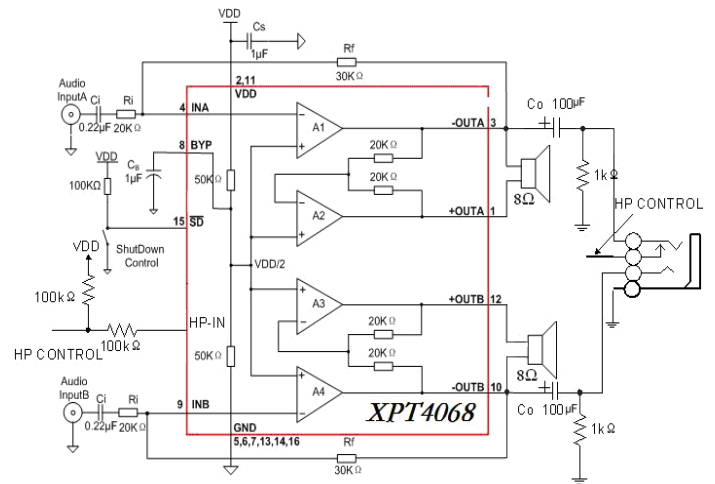 VDD
Cs
1µF
Rf
30KΩ
Audio
InputA
Ci
Ri
0.22µF
20KΩ
2,11
VDD
4
INA
A1
-OUTA
3
Co
100µF
8
BYP
CB
1µF
50KΩ
20KΩ
20KΩ
VDD
100KΩ
15
SD
ShutDown
Control
A2
+OUTA
1
8Ω
1kΩ
HP CONTROL
VDD
100kΩ
HP CONTROL
100kΩ
HP-IN
VDD/2
A3
+OUTB
12
50KΩ
20KΩ
20KΩ
8Ω
Audio
InputB
Ci
Ri
0.22µF
20KΩ
9
INB
A4
-OUTB
10
Co
100µF
XPT4068
1kΩ
GND
5,6,7,13,14,16
Rf
30KΩ